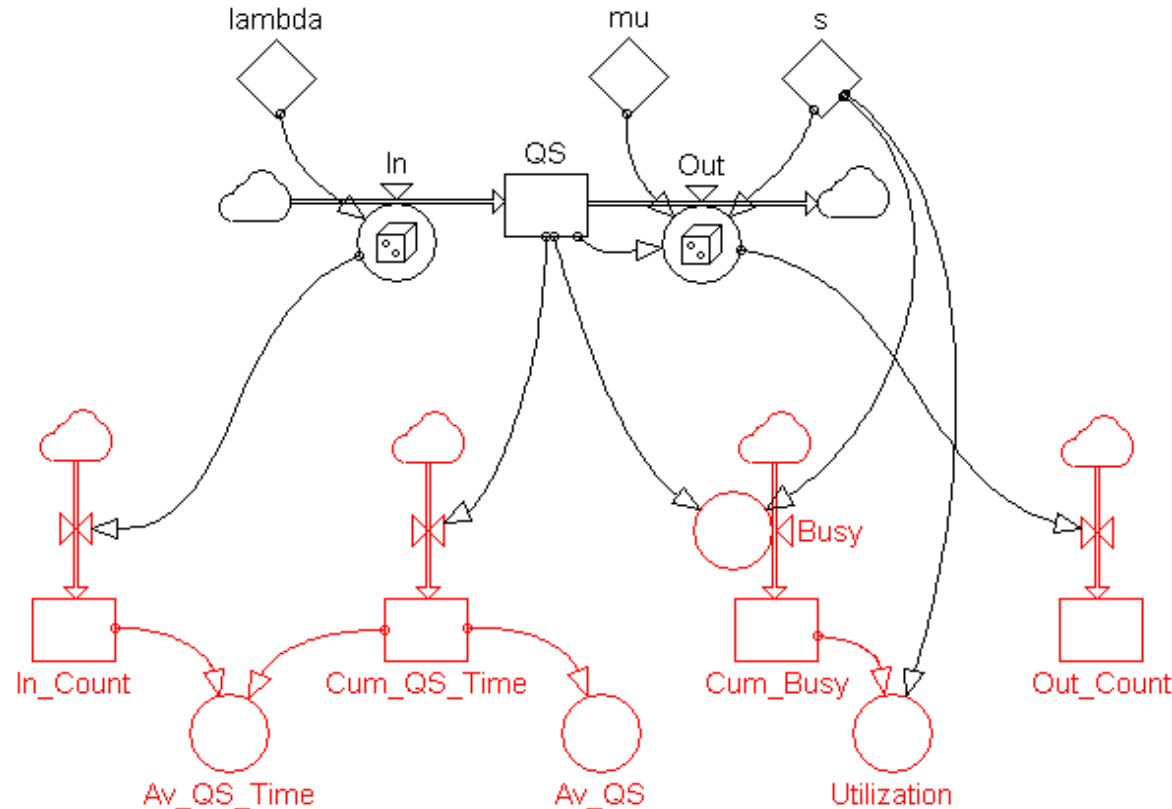 lambda
mu
s
In
QS
Out
Busy
In_Count
Cum_QS_Time
Cum_Busy
Out_Count
Av_QS_Time
Av_QS
Utilization